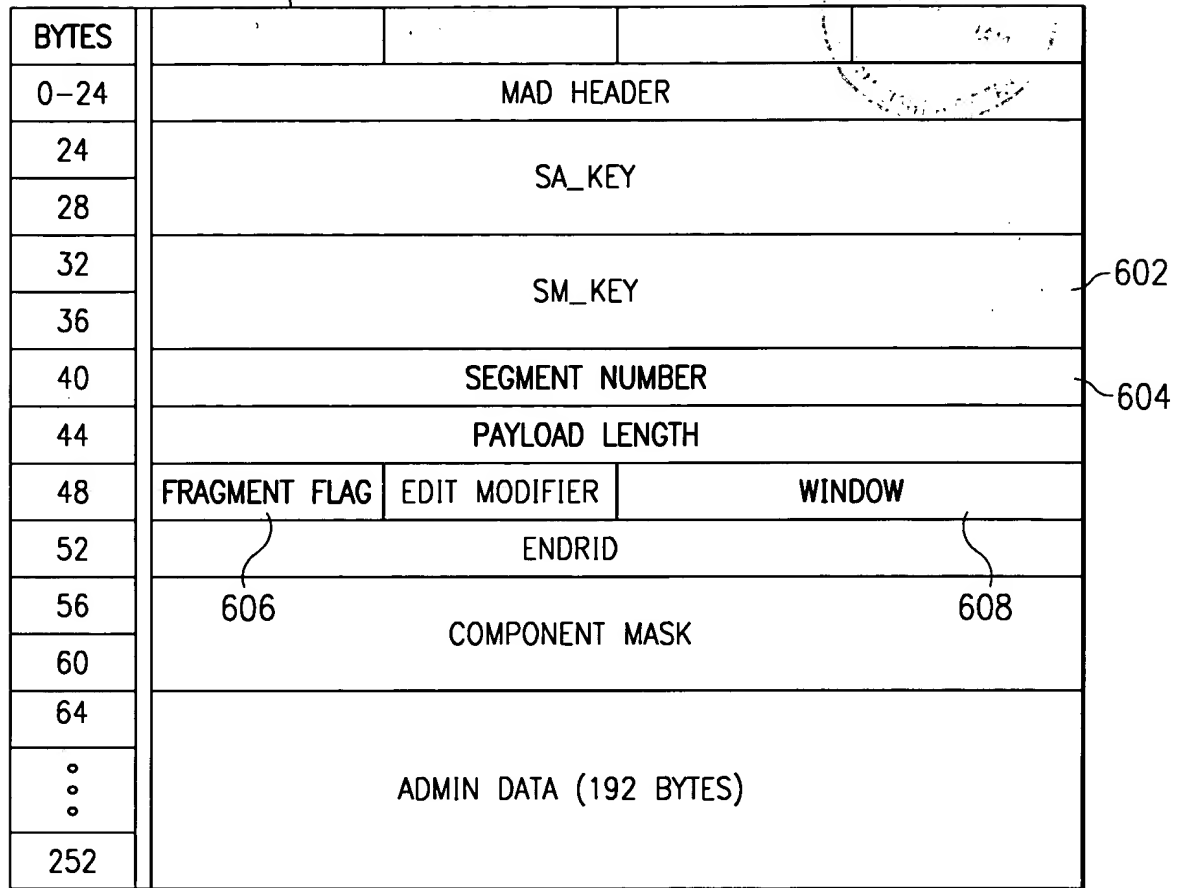 BYTES
0-24 MAD HEADER
24
SA_KEY
28
32
SM_KEY 602
36
40 SEGMENT NUMBER 604
44 PAYLOAD LENGTH
48 FRAGMENT FLAG EDIT MODIFIER WINDOW
52 ENDRID
56 606 608
COMPONENT MASK
60
64
ADMIN DATA (192 BYTES)
252